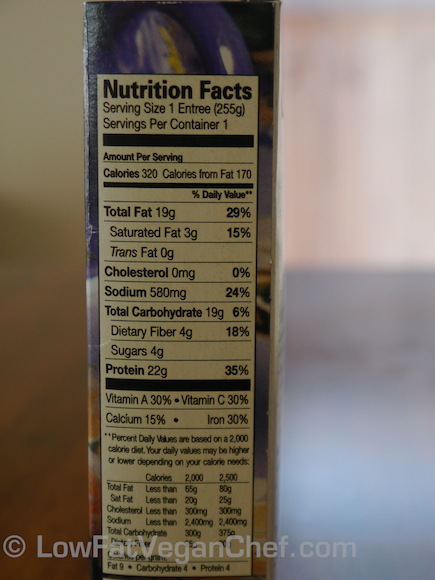 Nutrition Facts
Serving Size 1 Entree (255g)
Servings Per Container 1
Amount Per Serving
Calories 320 Calories from Fat 170
% Daily Value**
Total Fat 19g 29%
Saturated Fat 3g 15%
Trans Fat 0g
Cholesterol 0mg 0%
Sodium 580mg 24%
Total Carbohydrate 19g 6%
Dietary Fiber 4g 18%
Sugars 4g
Protein 22g 35%
Vitamin A 30% • Vitamin C 30%
Calcium 15% • Iron 30%
**Percent Daily Values are based on a 2,000
calorie diet. Your daily values may be higher
or lower depending on your calorie needs:
Calories 2,000 2,500
Total Fat Less than 65g 80g
Sat Fat Less than 20g 25g
Cholesterol Less than 300mg 300mg
Sodium Less than 2,400mg 2,400mg
Total Carbohydrate 300g 375g
© LowFatVeganChef.com
Fat 9 • Carbohydrate 4 • Protein 4